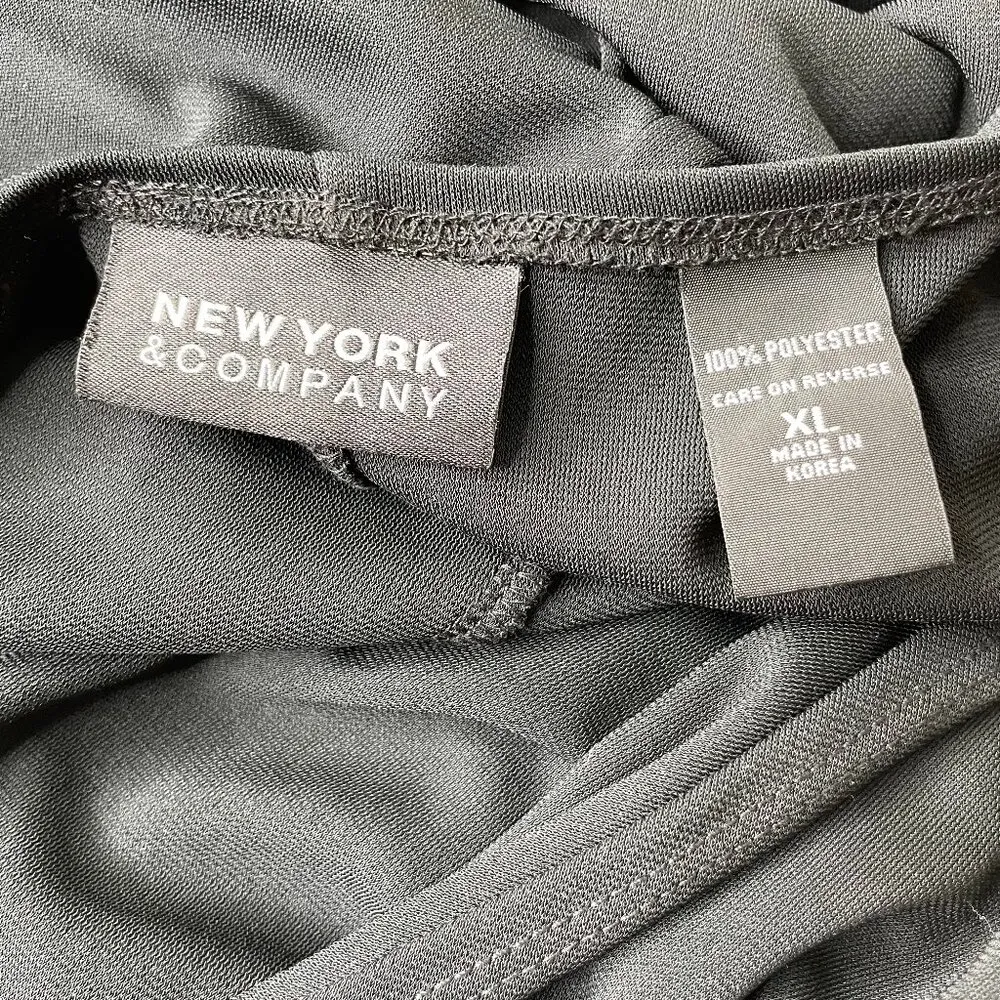 NEW YORK
&COMPANY
100% POLYESTER
CARE ON REVERSE
XL
MADE IN
KOREA